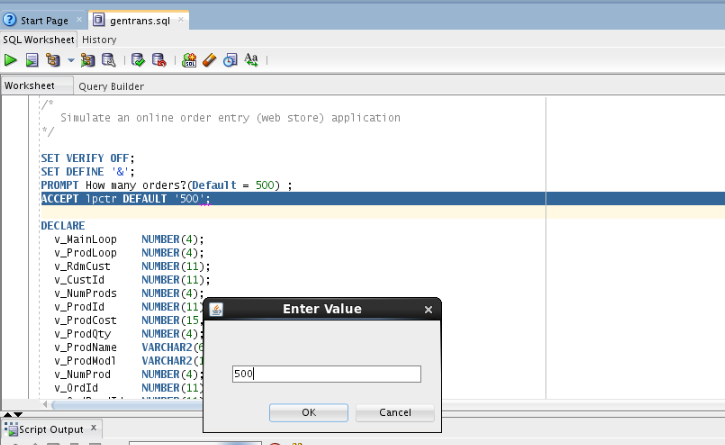 Start Page
gentrans.sql
SQL Worksheet History
Worksheet Query Builder
/*
Simulate an online order entry (web store) application
*/
SET VERIFY OFF;
SET DEFINE '&';
PROMPT How many orders?(Default = 500) ;
ACCEPT lpctr DEFAULT '500';
DECLARE
v_MainLoop NUMBER(4);
v_ProdLoop NUMBER(4);
v_RdmCust NUMBER(11);
v_CustId NUMBER(11);
v_NumProds NUMBER(4);
v_ProdId NUMBER(11)
v_ProdCost NUMBER(15,
v_ProdQty NUMBER(4);
v_ProdName VARCHAR2(
v_ProdModl VARCHAR2(
v_NumProd NUMBER(4);
v_OrdId NUMBER(11)
Enter Value
500
OK Cancel
Script Output